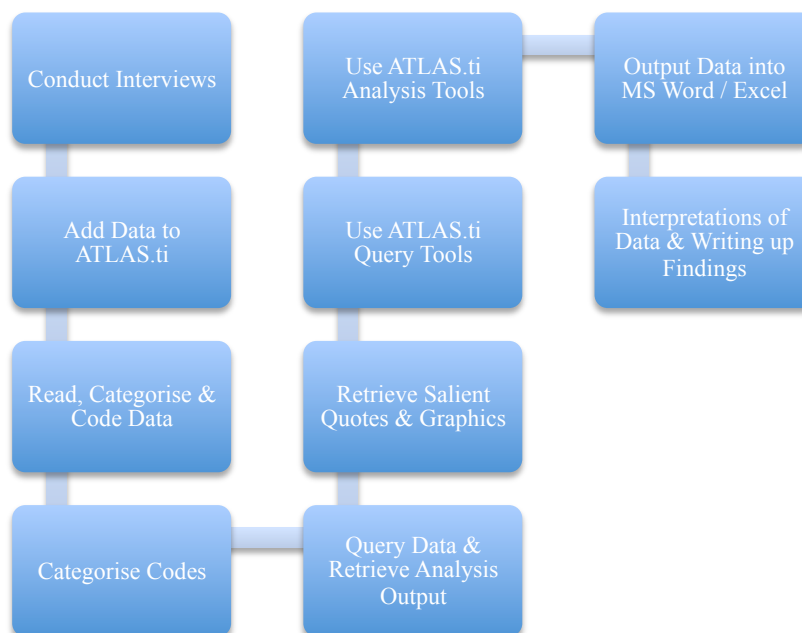 Conduct Interviews
Add Data to
ATLAS.ti
Read, Categorise &
Code Data
Categorise Codes
Query Data &
Retrieve Analysis
Output
Retrieve Salient
Quotes & Graphics
Use ATLAS.ti
Query Tools
Use ATLAS.ti
Analysis Tools
Output Data into
MS Word / Excel
Interpretations of
Data & Writing up
Findings